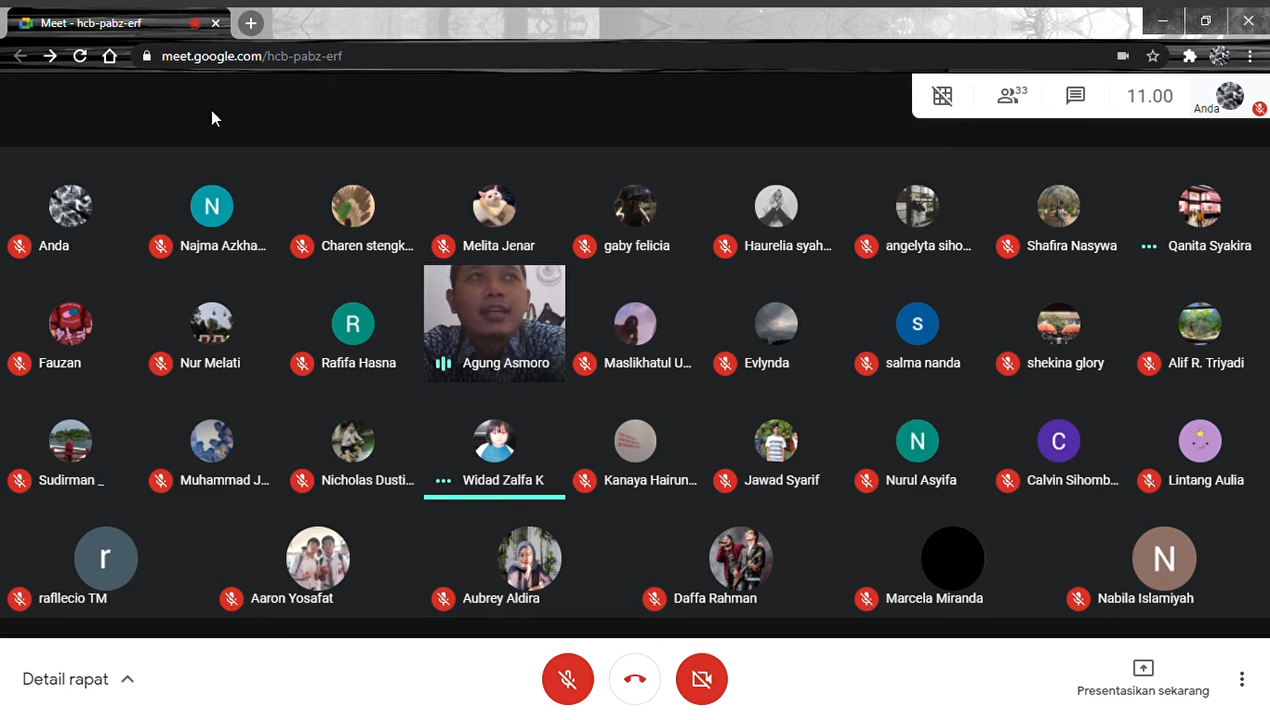 Meet - hcb-pabz-erf
meet.google.com/hcb-pabz-erf
33
11.00
Anda
N
Anda
Najma Azkha...
Charen stengk...
Melita Jenar
gaby felicia
Haurelia syah...
angelyta siho...
Shafira Nasywa
Qanita Syakira
R
s
Fauzan
Nur Melati
Rafifa Hasna
Agung Asmoro
Maslikhatul U...
Evlynda
salma nanda
shekina glory
Alif R. Triyadi
N
C
Sudirman _
Muhammad J...
Nicholas Dusti...
Widad Zalfa K
Kanaya Hairun...
Jawad Syarif
Nurul Asyifa
Calvin Sihomb...
Lintang Aulia
r
N
rafllecio TM
Aaron Yosafat
Aubrey Aldira
Daffa Rahman
Marcela Miranda
Nabila Islamiyah
Detail rapat
Presentasikan sekarang